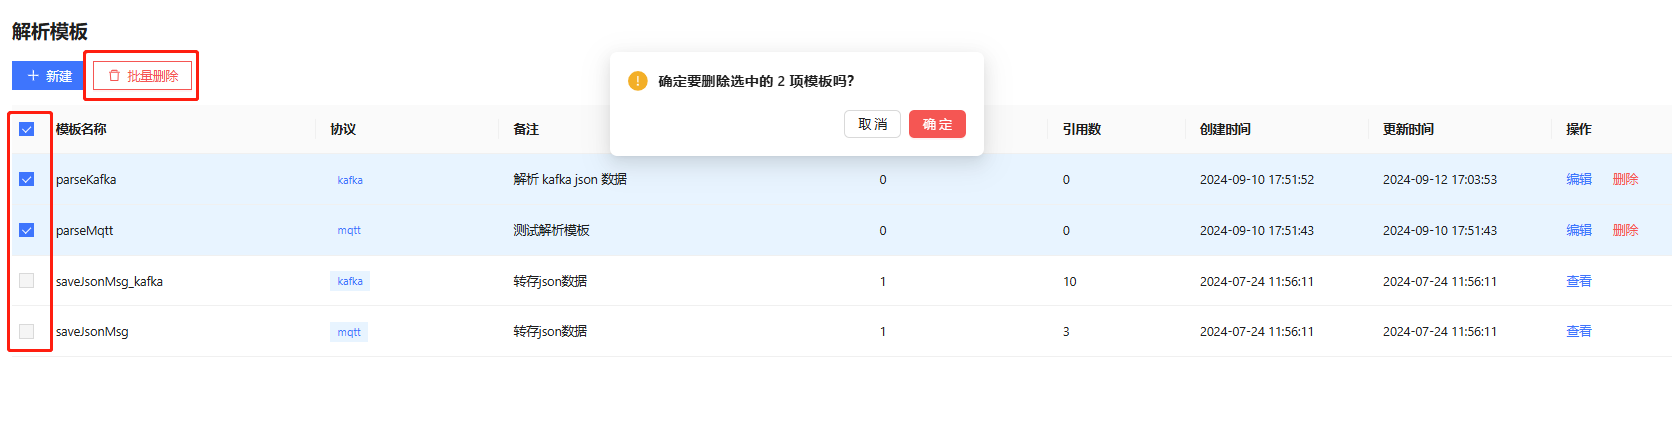 解析模板
新建 批量删除
! 确定要删除选中的 2 项模板吗?
取消 确定
模板名称 协议 备注 引用数 创建时间 更新时间 操作
parseKafka kafka 解析 kafka json 数据 0 0 2024-09-10 17:51:52 2024-09-12 17:03:53 编辑 删除
parseMqtt mqtt 测试解析模板 0 0 2024-09-10 17:51:43 2024-09-10 17:51:43 编辑 删除
saveJsonMsg_kafka kafka 转存json数据 1 10 2024-07-24 11:56:11 2024-07-24 11:56:11 查看
saveJsonMsg mqtt 转存json数据 1 3 2024-07-24 11:56:11 2024-07-24 11:56:11 查看